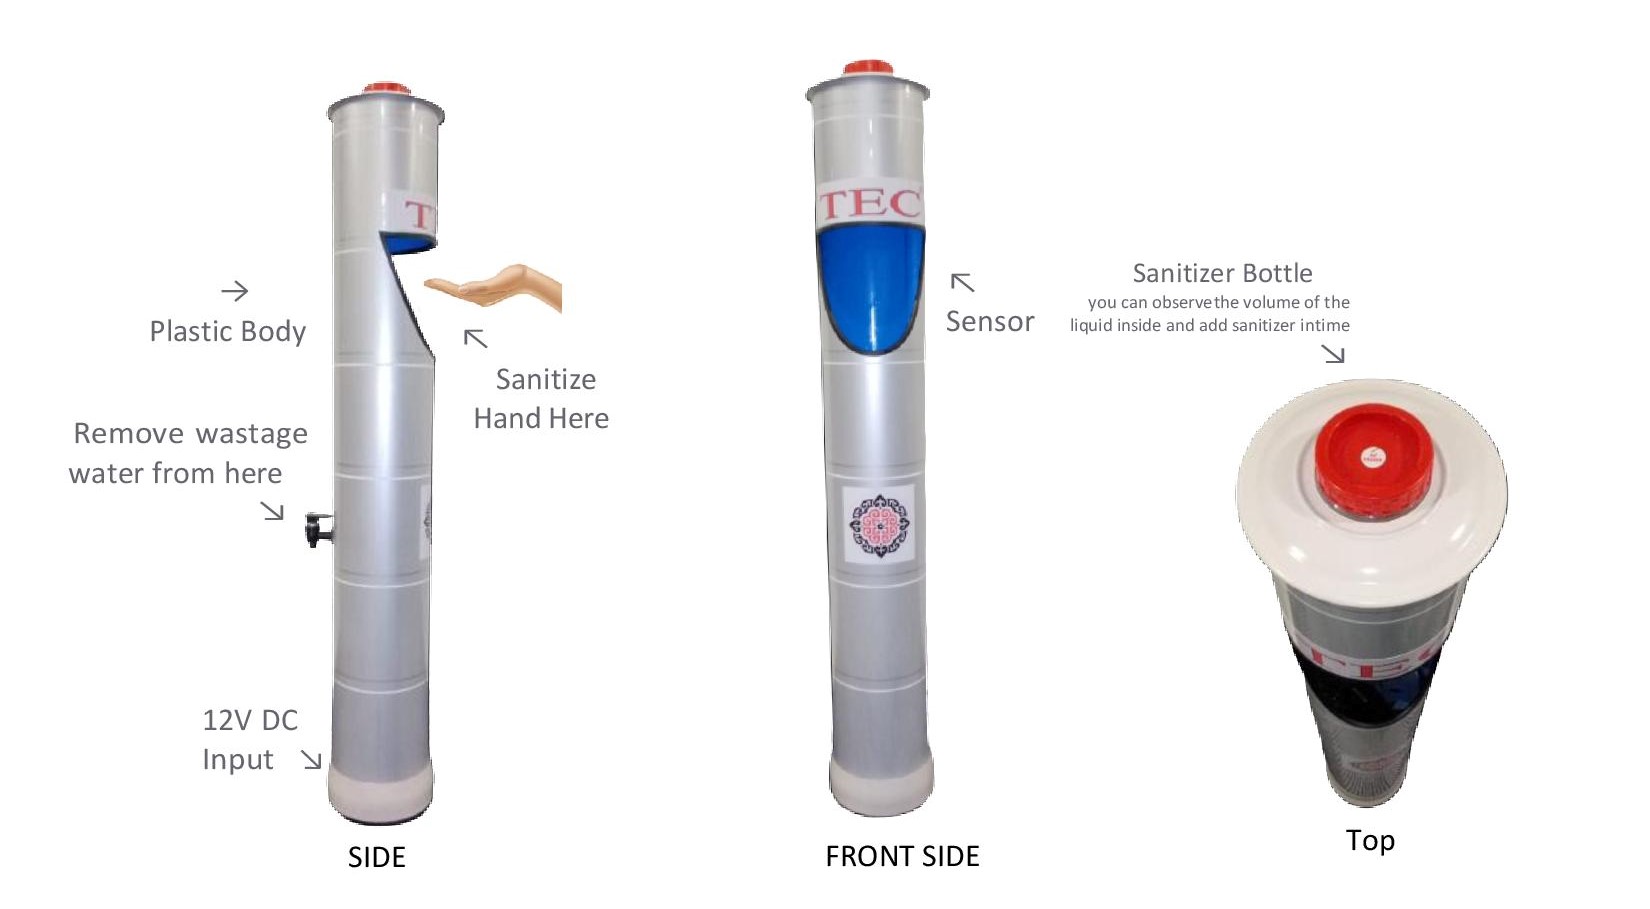 TEC
T
TEC
Plastic Body
Sanitize
Hand Here
Remove wastage
water from here
12V DC
Input
SIDE
Sensor
FRONT SIDE
Sanitizer Bottle
you can observe the volume of the
liquid inside and add sanitizer intime
Top